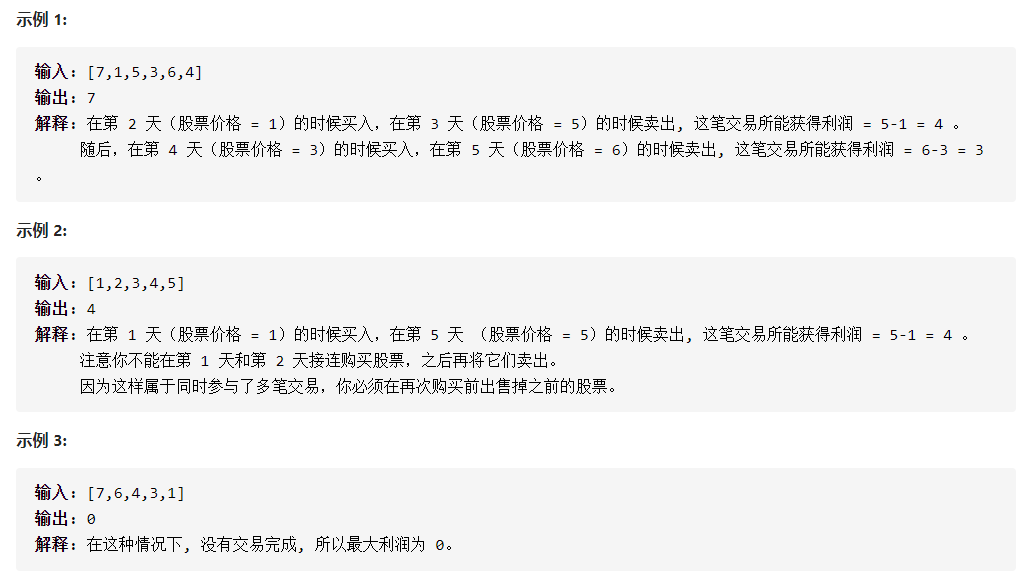 示例 1:
输入: [7,1,5,3,6,4]
输出: 7
解释: 在第 2 天（股票价格 = 1）的时候买入，在第 3 天（股票价格 = 5）的时候卖出, 这笔交易所能获得利润 = 5-1 = 4 。
随后，在第 4 天（股票价格 = 3）的时候买入，在第 5 天（股票价格 = 6）的时候卖出, 这笔交易所能获得利润 = 6-3 = 3
。
示例 2:
输入: [1,2,3,4,5]
输出: 4
解释: 在第 1 天（股票价格 = 1）的时候买入，在第 5 天 （股票价格 = 5）的时候卖出, 这笔交易所能获得利润 = 5-1 = 4 。
注意你不能在第 1 天和第 2 天接连购买股票，之后再将它们卖出。
因为这样属于同时参与了多笔交易，你必须在再次购买前出售掉之前的股票。
示例 3:
输入: [7,6,4,3,1]
输出: 0
解释: 在这种情况下, 没有交易完成, 所以最大利润为 0。